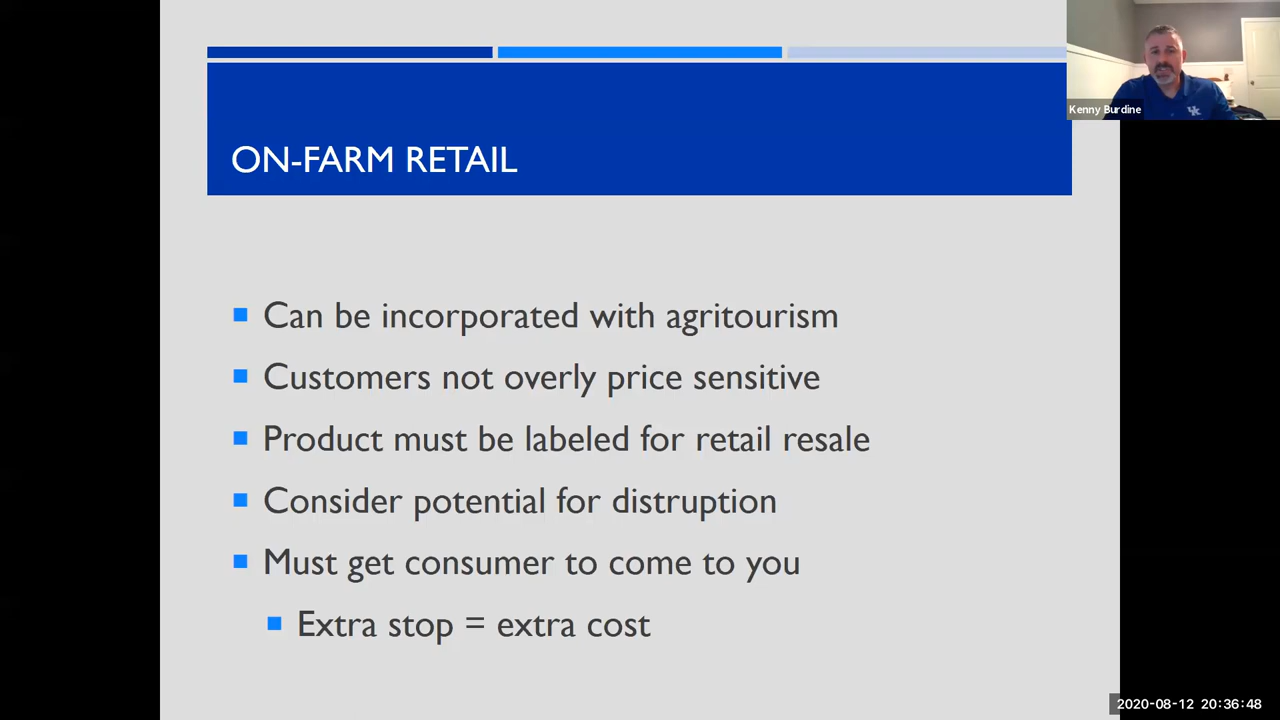 Kenny Burdine
UK
ON-FARM RETAIL
Can be incorporated with agritourism
Customers not overly price sensitive
Product must be labeled for retail resale
Consider potential for distruption
Must get consumer to come to you
Extra stop = extra cost
2020-08-12 20:36:48